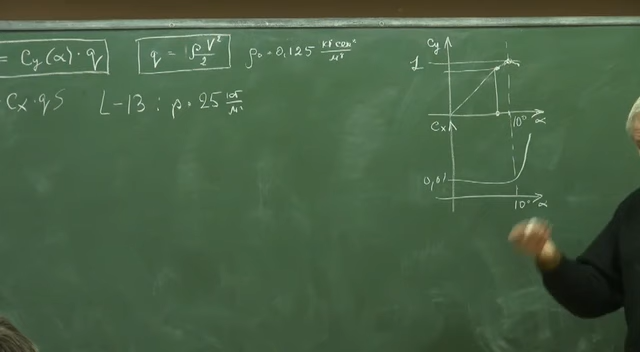 = Cy(α) · q
q = ρV²/2
ρ₀ = 0,125 кг сек²/м⁴
Cx · qS
L-13 : p = 25 кг/м²
Cy
1
10° α
Cx
0,01
10° α